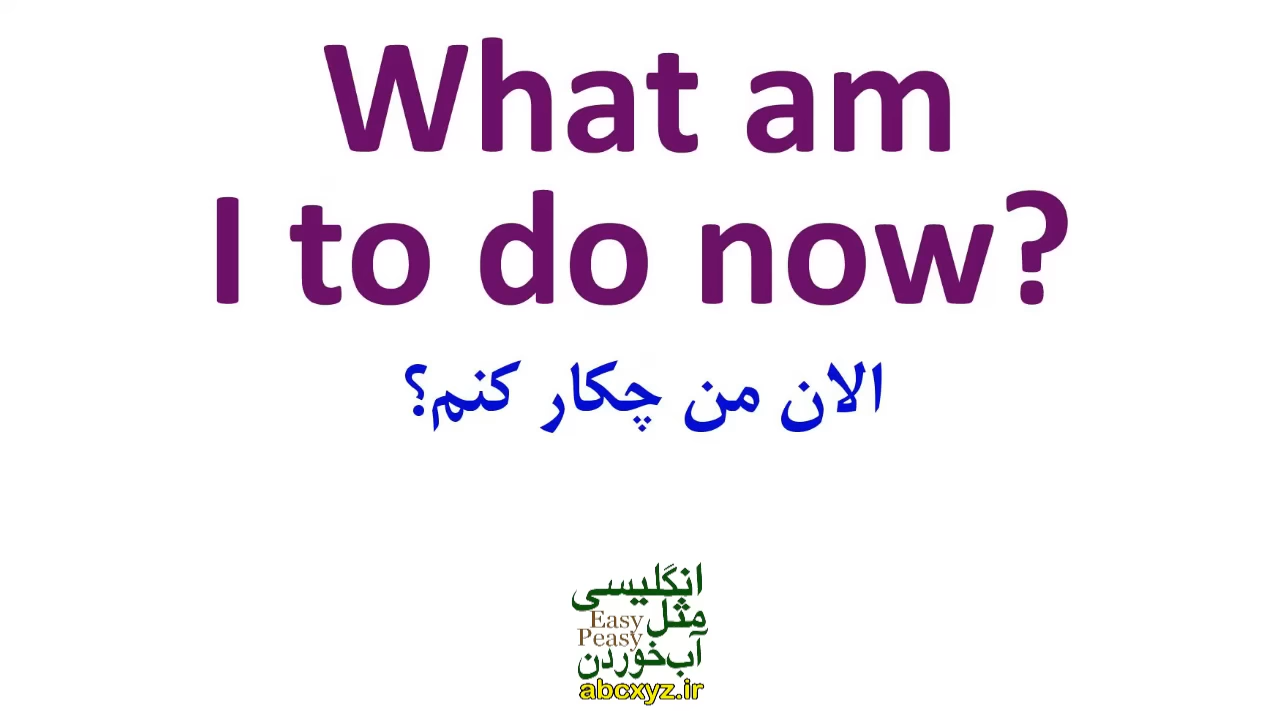 What am
I to do now?
الان من چکار کنم؟
انگلیسی
مثل Easy
Peasy
آب‌خوردن
abcxyz.ir